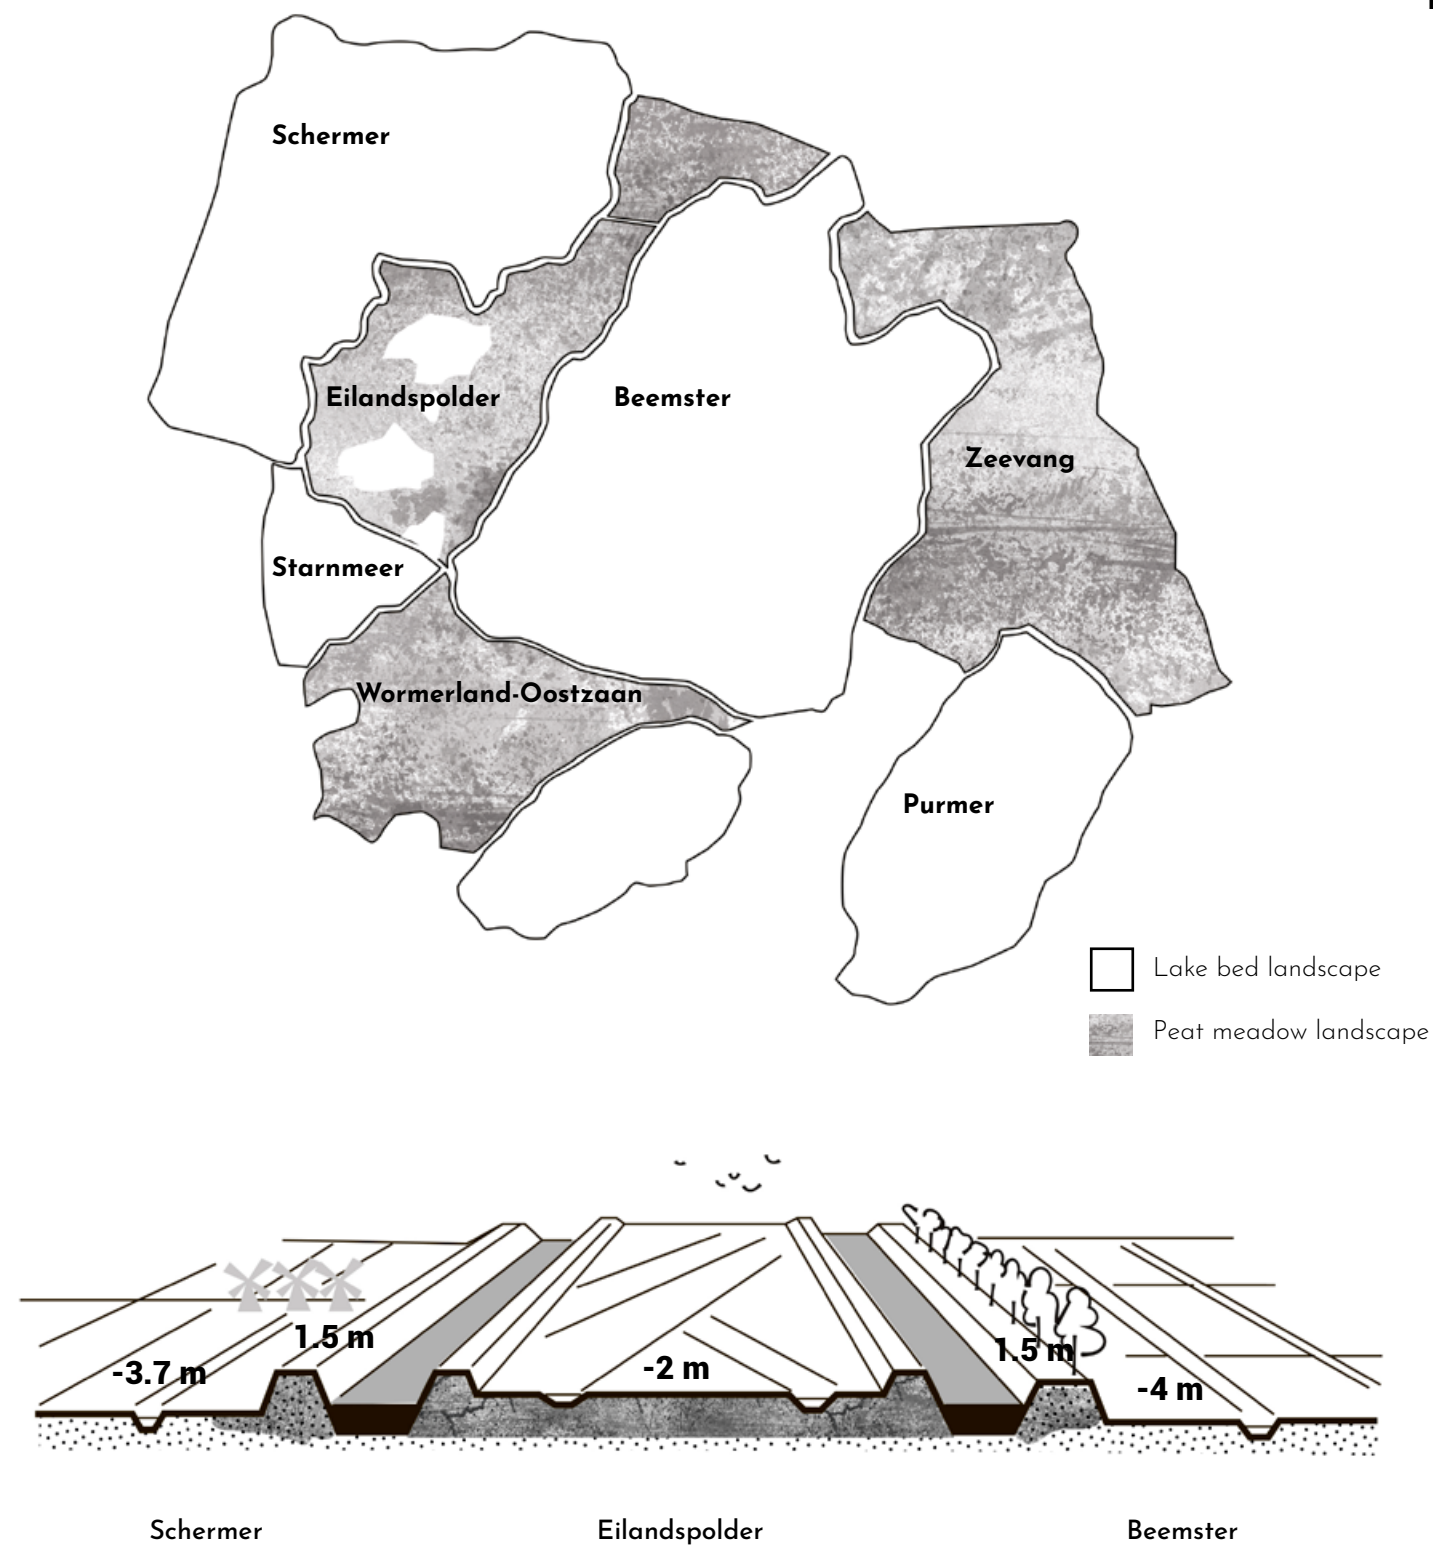 Schermer
Eilandspolder
Beemster
Zeevang
Starnmeer
Wormerland-Oostzaan
Purmer
Lake bed landscape
Peat meadow landscape
1.5 m
-3.7 m
-2 m
1.5 m
-4 m
Schermer
Eilandspolder
Beemster